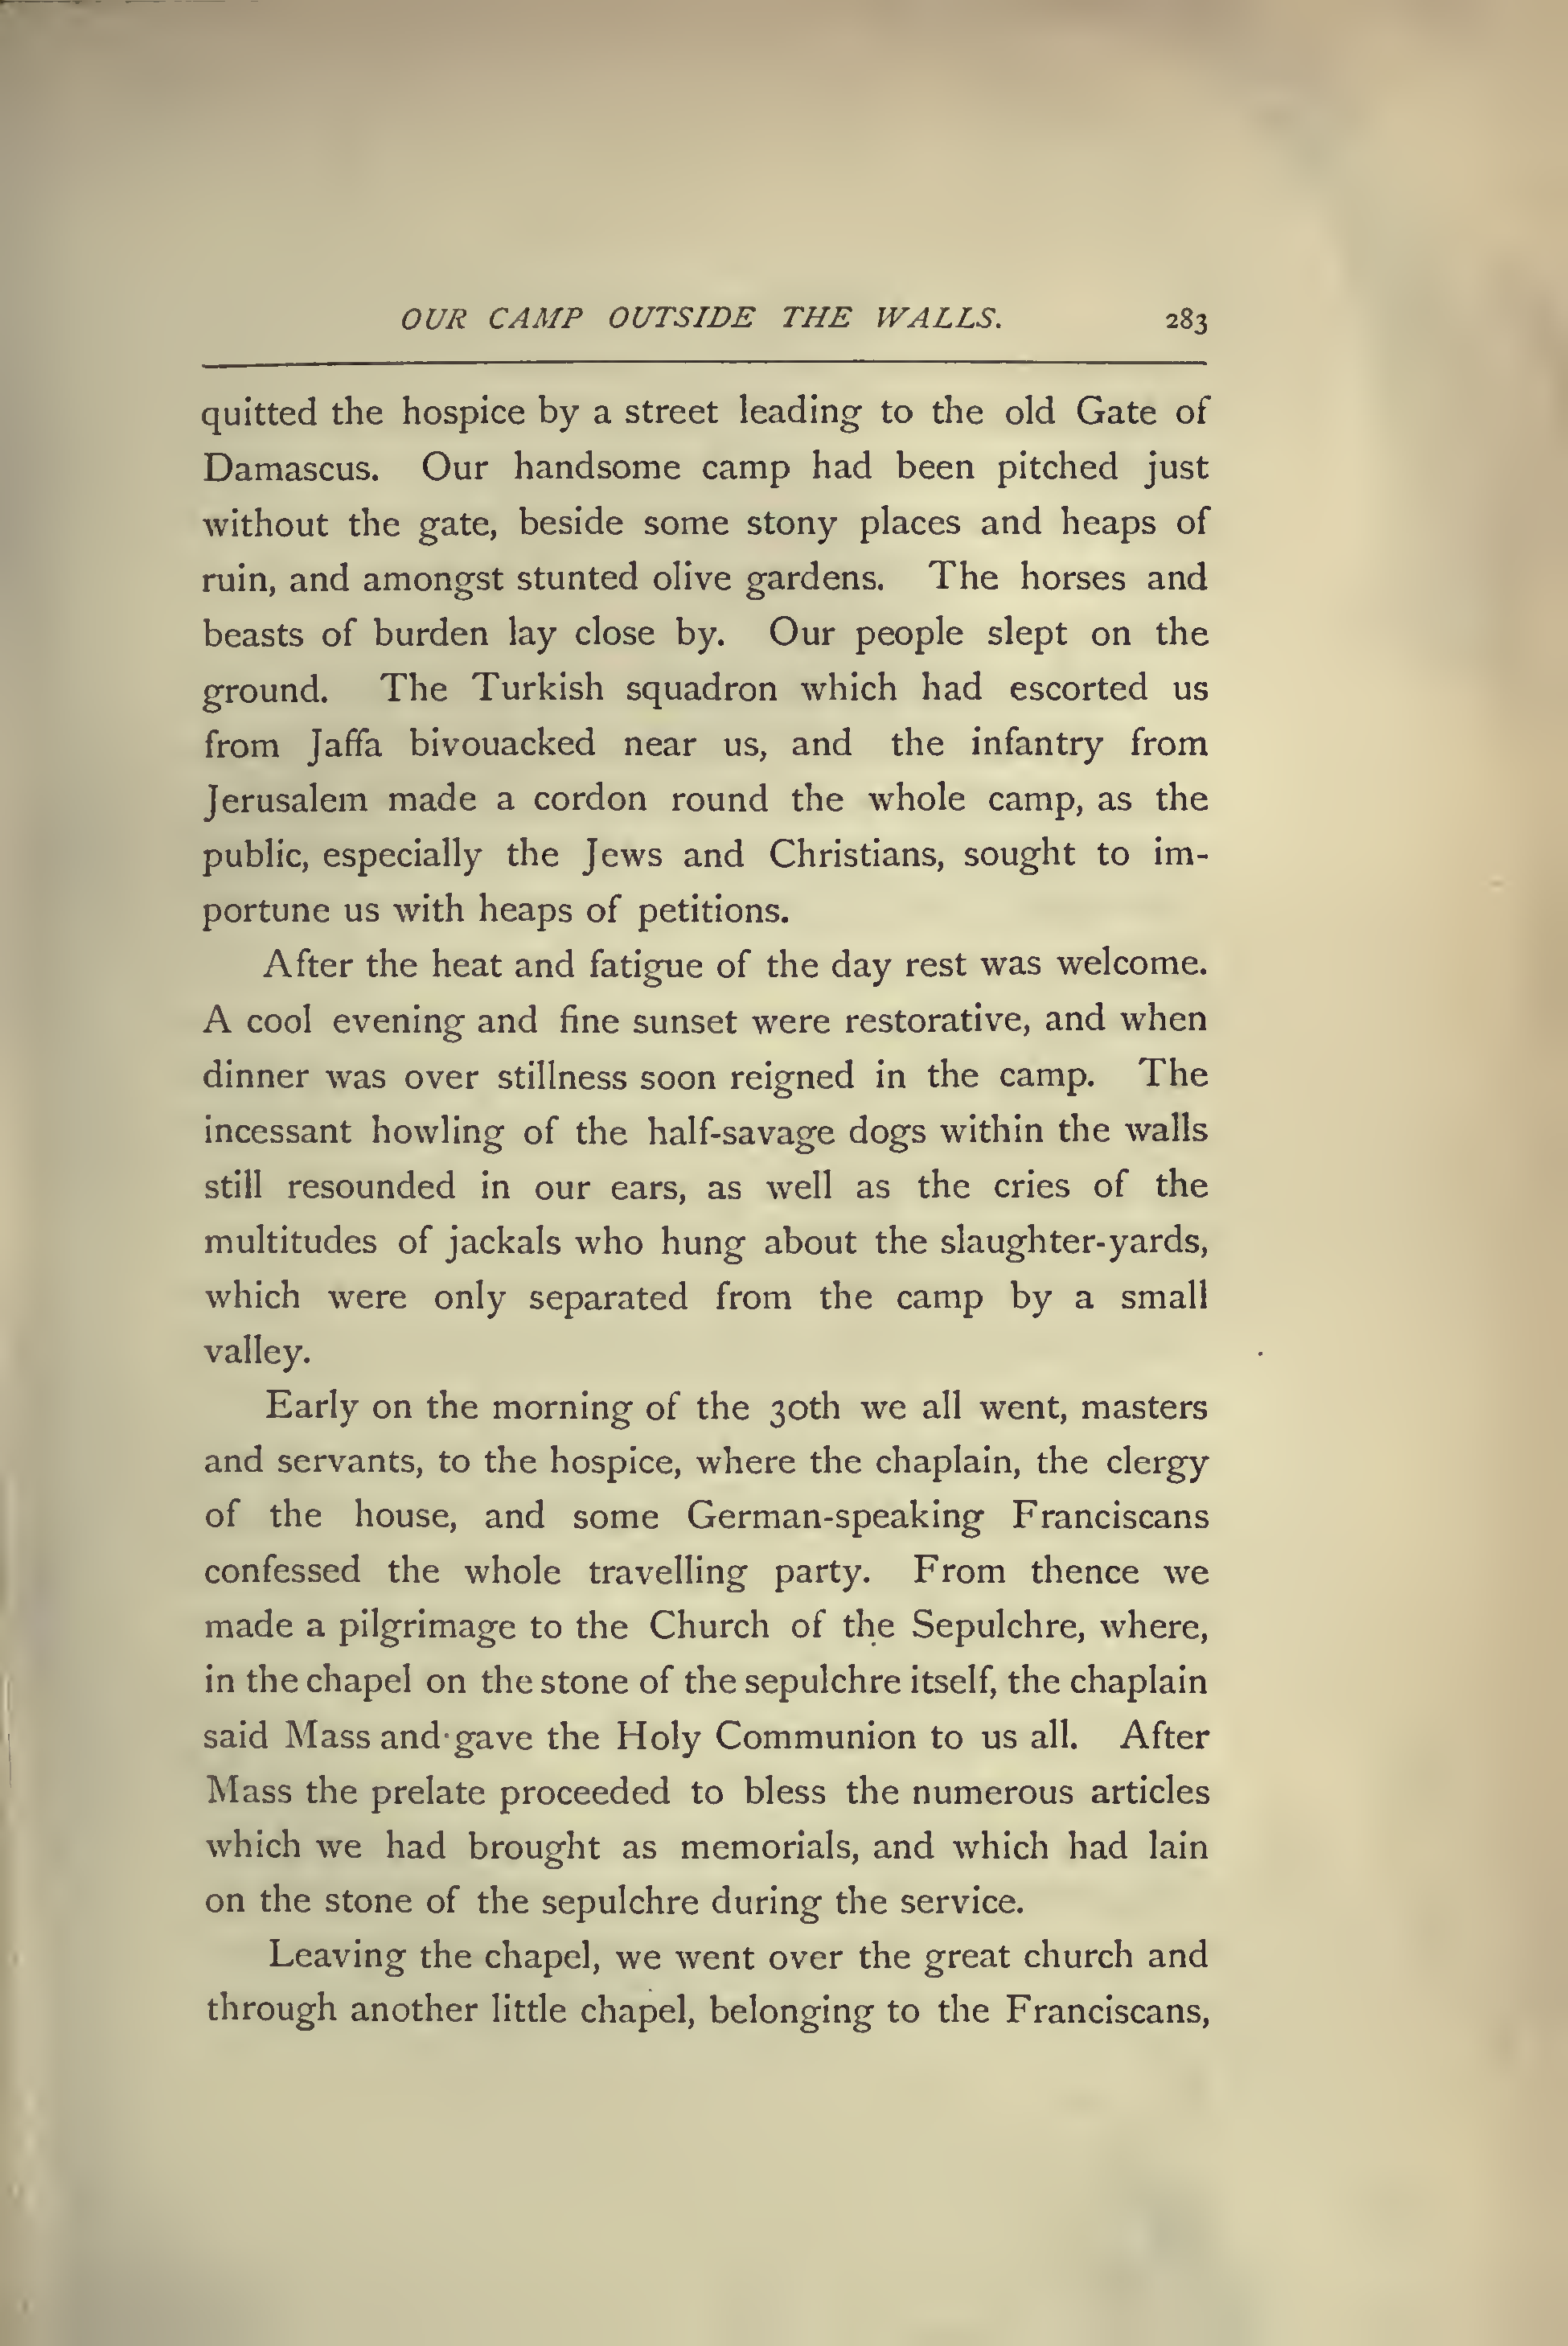 OUR CAMP OUTSIDE THE WALLS. 283
quitted the hospice by a street leading to the old Gate of
Damascus. Our handsome camp had been pitched just
without the gate, beside some stony places and heaps of
ruin, and amongst stunted olive gardens. The horses and
beasts of burden lay close by. Our people slept on the
ground. The Turkish squadron which had escorted us
from Jaffa bivouacked near us, and the infantry from
Jerusalem made a cordon round the whole camp, as the
public, especially the Jews and Christians, sought to im-
portune us with heaps of petitions.
After the heat and fatigue of the day rest was welcome.
A cool evening and fine sunset were restorative, and when
dinner was over stillness soon reigned in the camp. The
incessant howling of the half-savage dogs within the walls
still resounded in our ears, as well as the cries of the
multitudes of jackals who hung about the slaughter-yards,
which were only separated from the camp by a small
valley.
Early on the morning of the 30th we all went, masters
and servants, to the hospice, where the chaplain, the clergy
of the house, and some German-speaking Franciscans
confessed the whole travelling party. From thence we
made a pilgrimage to the Church of the Sepulchre, where,
in the chapel on the stone of the sepulchre itself, the chaplain
said Mass and gave the Holy Communion to us all. After
Mass the prelate proceeded to bless the numerous articles
which we had brought as memorials, and which had lain
on the stone of the sepulchre during the service.
Leaving the chapel, we went over the great church and
through another little chapel, belonging to the Franciscans,